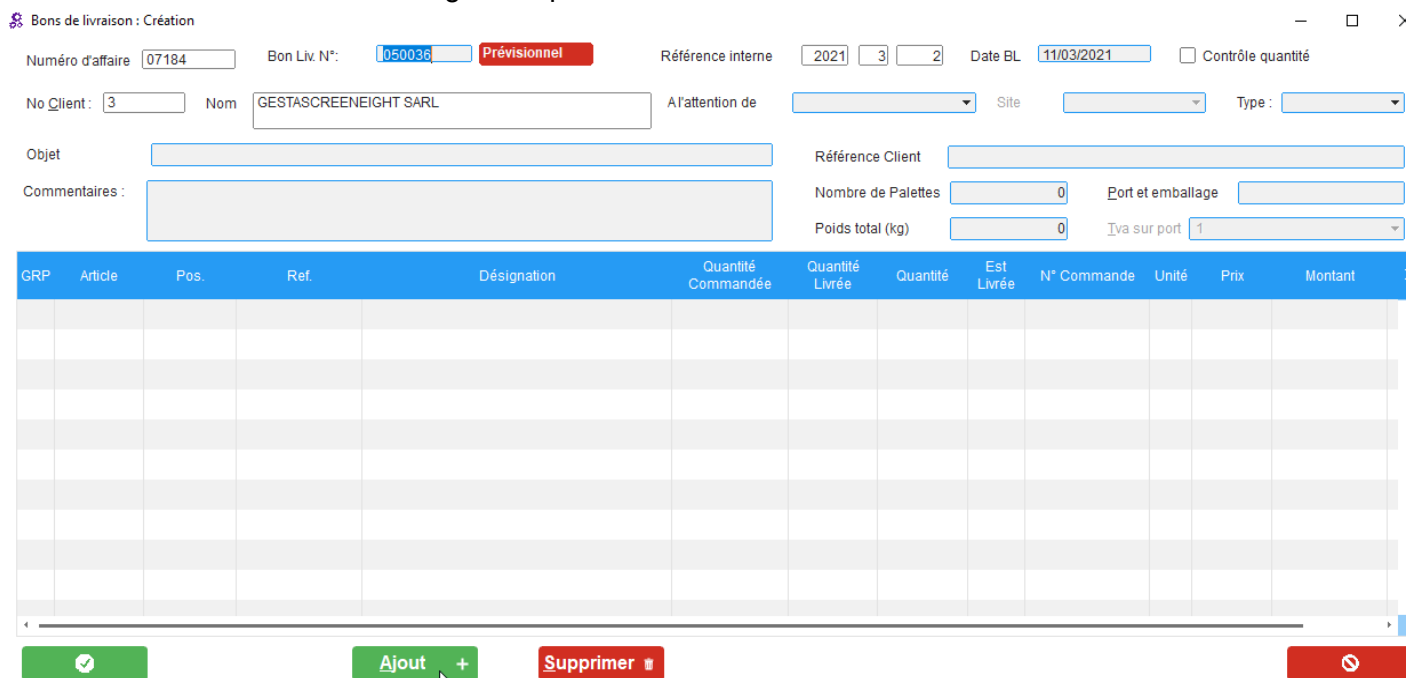 Bons de livraison : Création
Numéro d'affaire 07184 Bon Liv. N°: 050036 Prévisionnel Référence interne 2021 3 2 Date BL 11/03/2021 Contrôle quantité
No Client : 3 Nom GESTASCREENEIGHT SARL A l'attention de Site Type :
Objet Référence Client
Commentaires : Nombre de Palettes 0 Port et emballage
Poids total (kg) 0 Tva sur port 1
GRP Article Pos. Ref. Désignation Quantité Commandée Quantité Livrée Quantité Est Livrée N° Commande Unité Prix Montant
Ajout + Supprimer